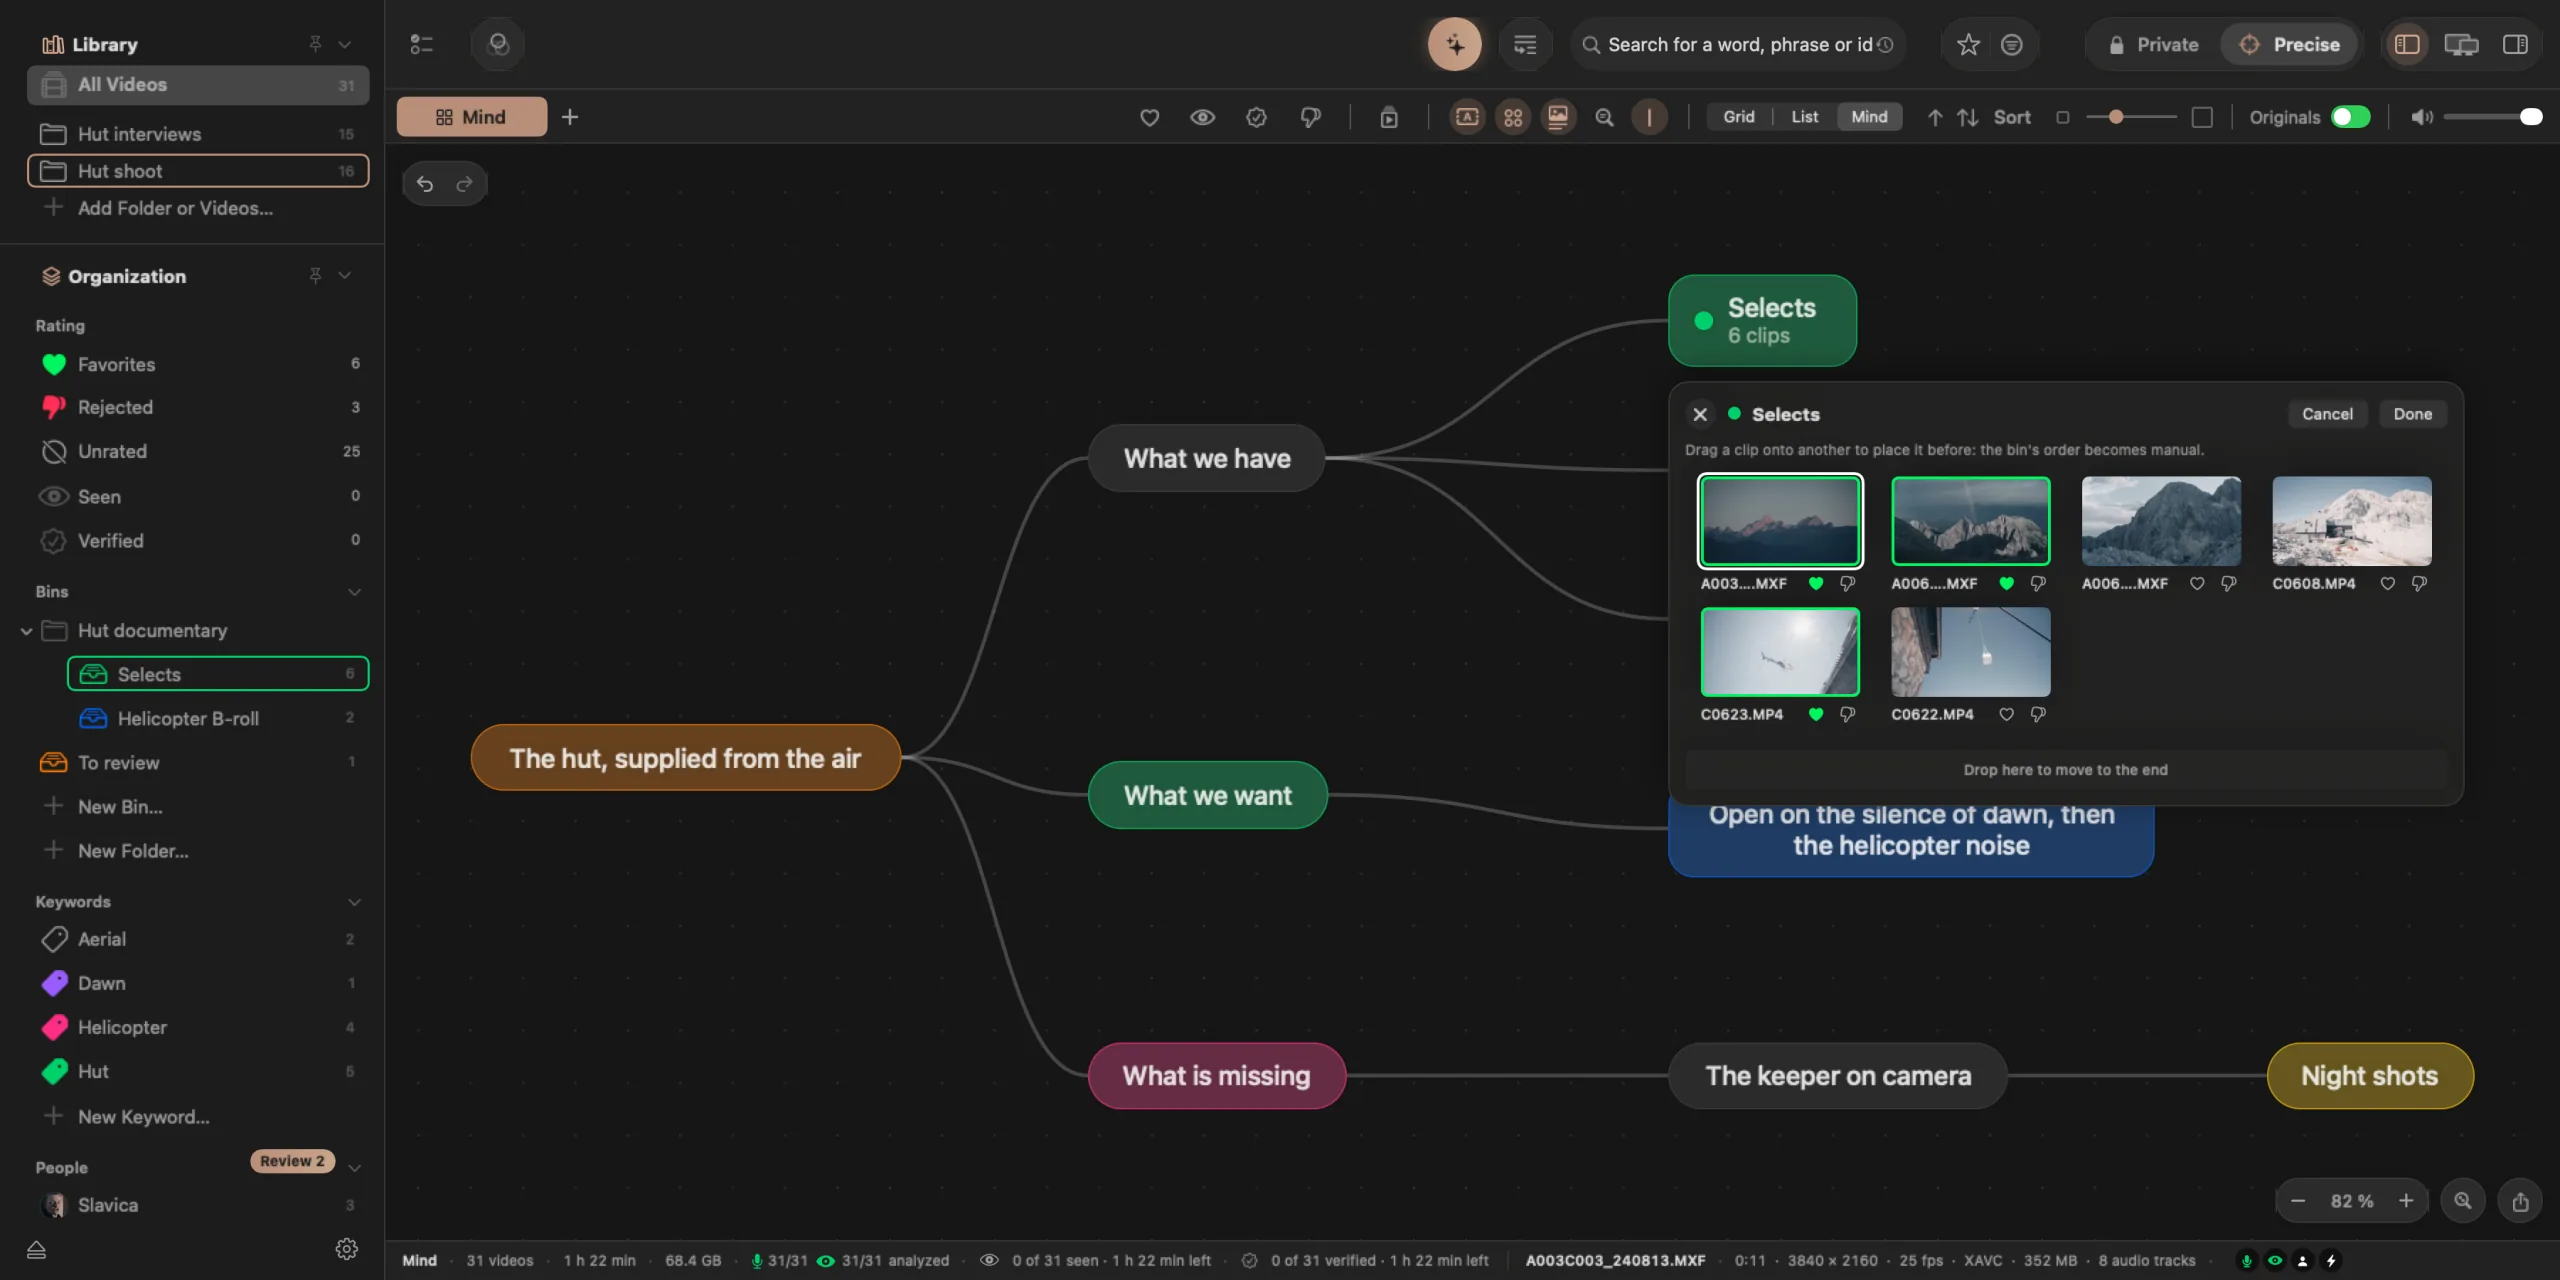 Library
All Videos 31
Hut interviews 15
Hut shoot 16
Add Folder or Videos...
Organization
Rating
Favorites 6
Rejected 3
Unrated 25
Seen 0
Verified 0
Bins
Hut documentary
Selects 6
Helicopter B-roll 2
To review 1
New Bin...
New Folder...
Keywords
Aerial 2
Dawn 1
Helicopter 4
Hut 5
New Keyword...
People Review 2
Slavica 3
Search for a word, phrase or id
Private Precise
Mind
A
Grid List Mind Sort Originals
Selects
6 clips
What we have
Selects Cancel Done
Drag a clip onto another to place it before: the bin's order becomes manual.
A003....MXF A006....MXF A006....MXF C0608.MP4
C0623.MP4 C0622.MP4
Drop here to move to the end
The hut, supplied from the air
What we want
Open on the silence of dawn, then
the helicopter noise
What is missing
The keeper on camera
Night shots
82 %
Mind · 31 videos · 1 h 22 min · 68.4 GB · 31/31 31/31 analyzed · 0 of 31 seen · 1 h 22 min left · 0 of 31 verified · 1 h 22 min left A003C003_240813.MXF · 0:11 · 3840 × 2160 · 25 fps · XAVC · 352 MB · 8 audio tracks